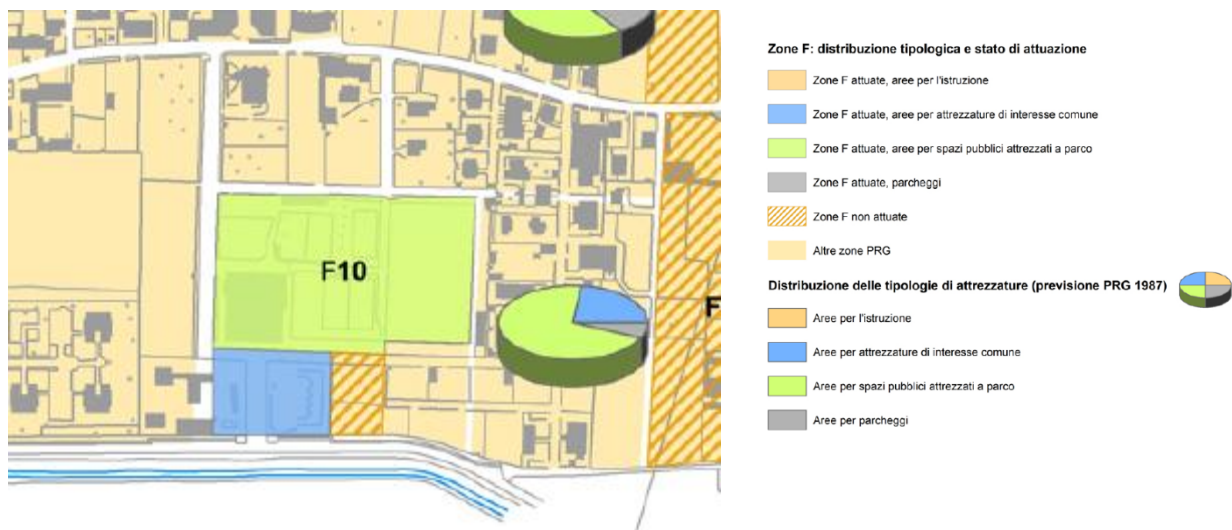 F10
F
Zone F: distribuzione tipologica e stato di attuazione
Zone F attuate, aree per l'istruzione
Zone F attuate, aree per attrezzature di interesse comune
Zone F attuate, aree per spazi pubblici attrezzati a parco
Zone F attuate, parcheggi
Zone F non attuate
Altre zone PRG
Distribuzione delle tipologie di attrezzature (previsione PRG 1987)
Aree per l'istruzione
Aree per attrezzature di interesse comune
Aree per spazi pubblici attrezzati a parco
Aree per parcheggi